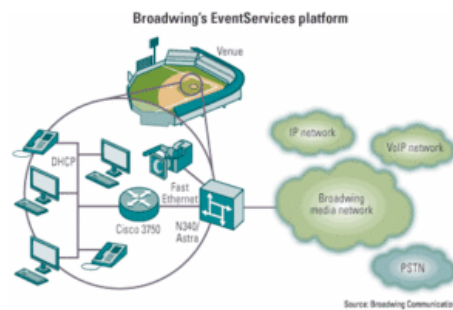 Broadwing's EventServices platform
Venue
IP network
VoIP network
DHCP
Fast
Ethernet
Broadwing
media network
Cisco 3750
N340/
Astra
PSTN
Source: Broadwing Communication